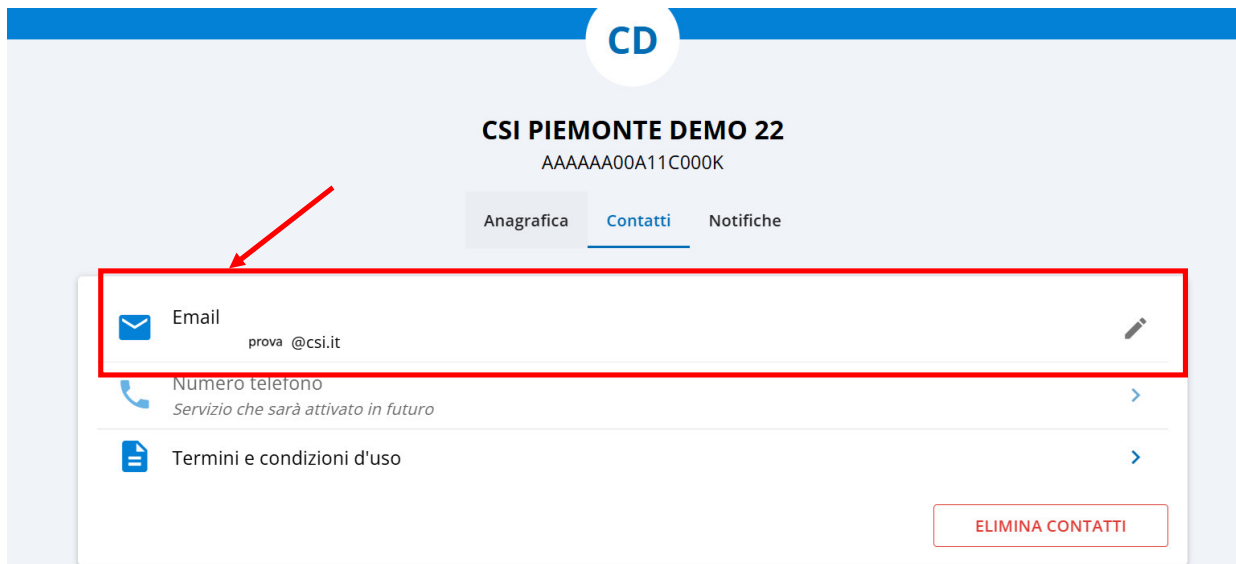 CD
CSI PIEMONTE DEMO 22
AAAAAA00A11C000K
Anagrafica Contatti Notifiche
Email
prova @csi.it
Numero telefono
Servizio che sarà attivato in futuro
Termini e condizioni d'uso
ELIMINA CONTATTI